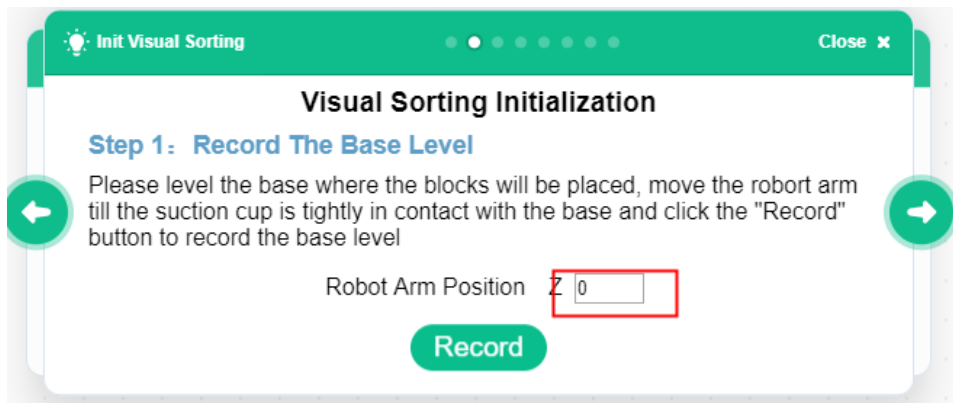 Init Visual Sorting
Close ×
Visual Sorting Initialization
Step 1：Record The Base Level
Please level the base where the blocks will be placed, move the robort arm
till the suction cup is tightly in contact with the base and click the "Record"
button to record the base level
Robot Arm Position Z 0
Record